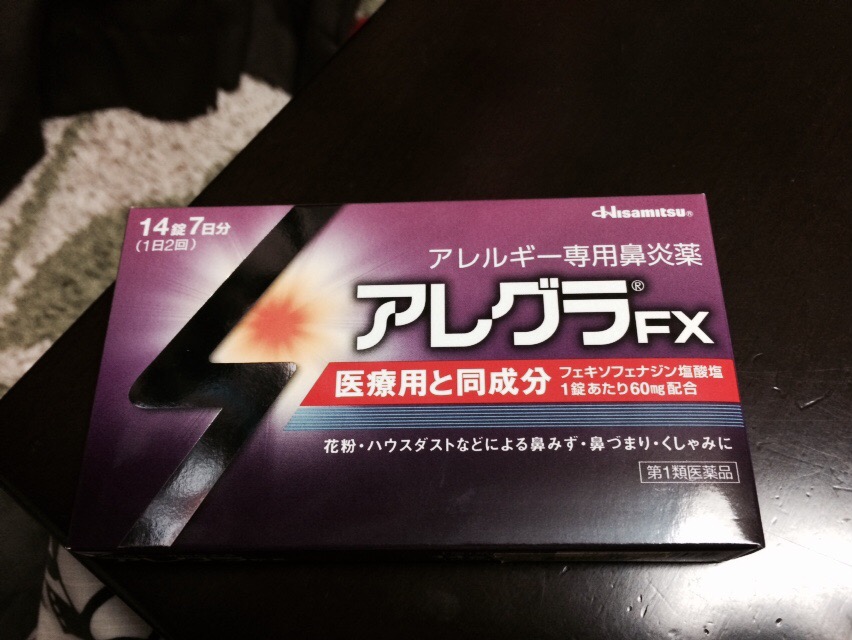 Hisamitsu®
14錠7日分
(1日2回)
アレルギー専用鼻炎薬
アレグラ®FX
医療用と同成分
フェキソフェナジン塩酸塩
1錠あたり60mg配合
花粉・ハウスダストなどによる鼻みず・鼻づまり・くしゃみに
第1類医薬品